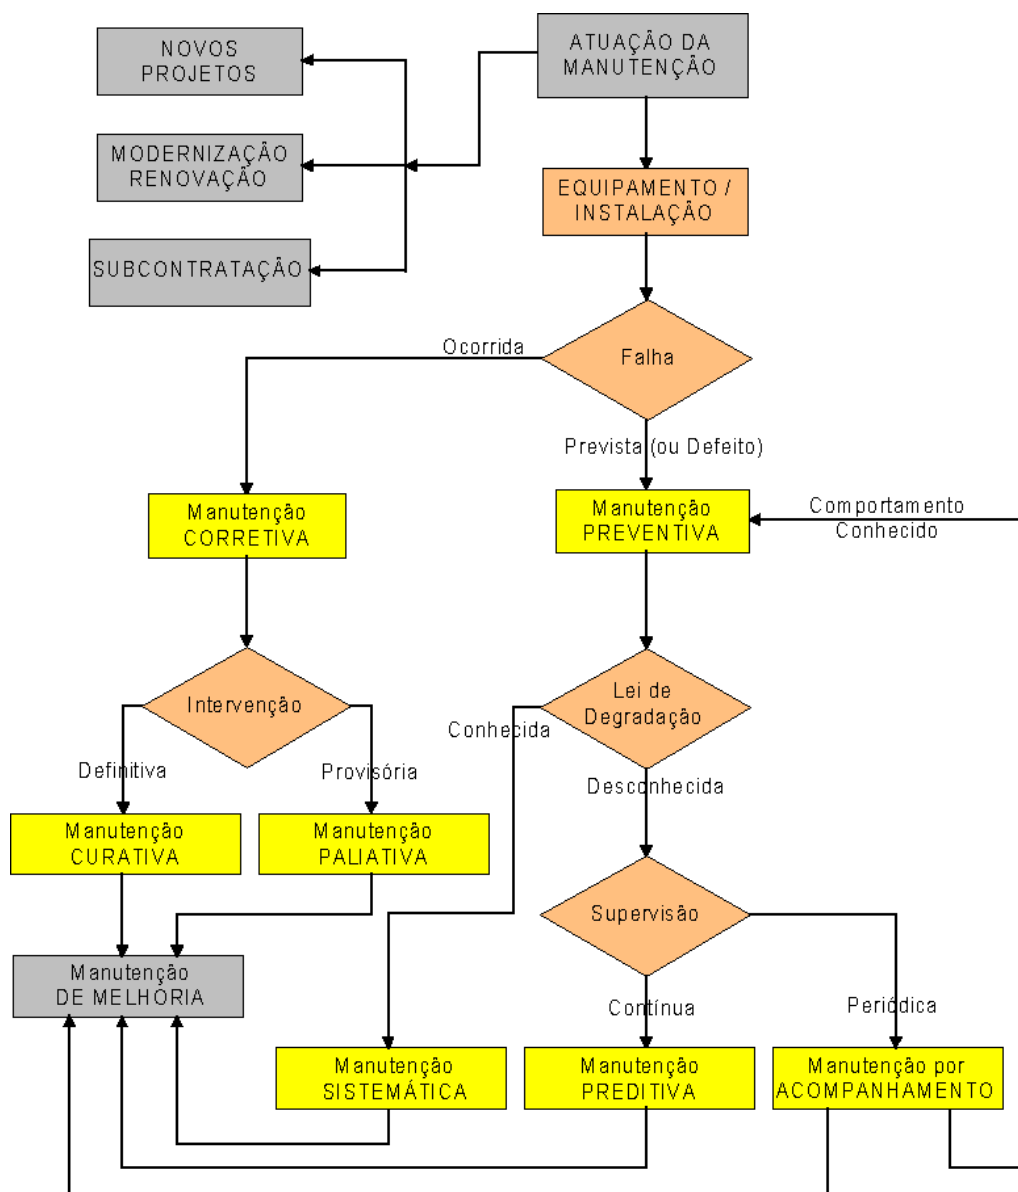 NOVOS
PROJETOS
ATUAÇÃO DA
MANUTENÇÃO
MODERNIZAÇÃO
RENOVAÇÃO
EQUIPAMENTO /
INSTALAÇÃO
SUBCONTRATAÇÃO
Ocorrida
Falha
Prevista (ou Defeito)
Manutenção
CORRETIVA
Manutenção
PREVENTIVA
Comportamento
Conhecido
Intervenção
Lei de
Degradação
Conhecida
Definitiva
Provisória
Desconhecida
Manutenção
CURATIVA
Manutenção
PALIATIVA
Supervisão
Manutenção
DE MELHORIA
Contínua
Periódica
Manutenção
SISTEMÁTICA
Manutenção
PREDITIVA
Manutenção por
ACOMPANHAMENTO